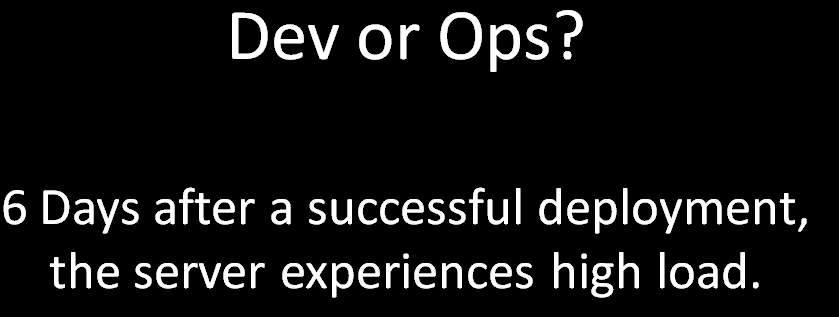 Dev or Ops?
6 Days after a successful deployment,
the server experiences high load.